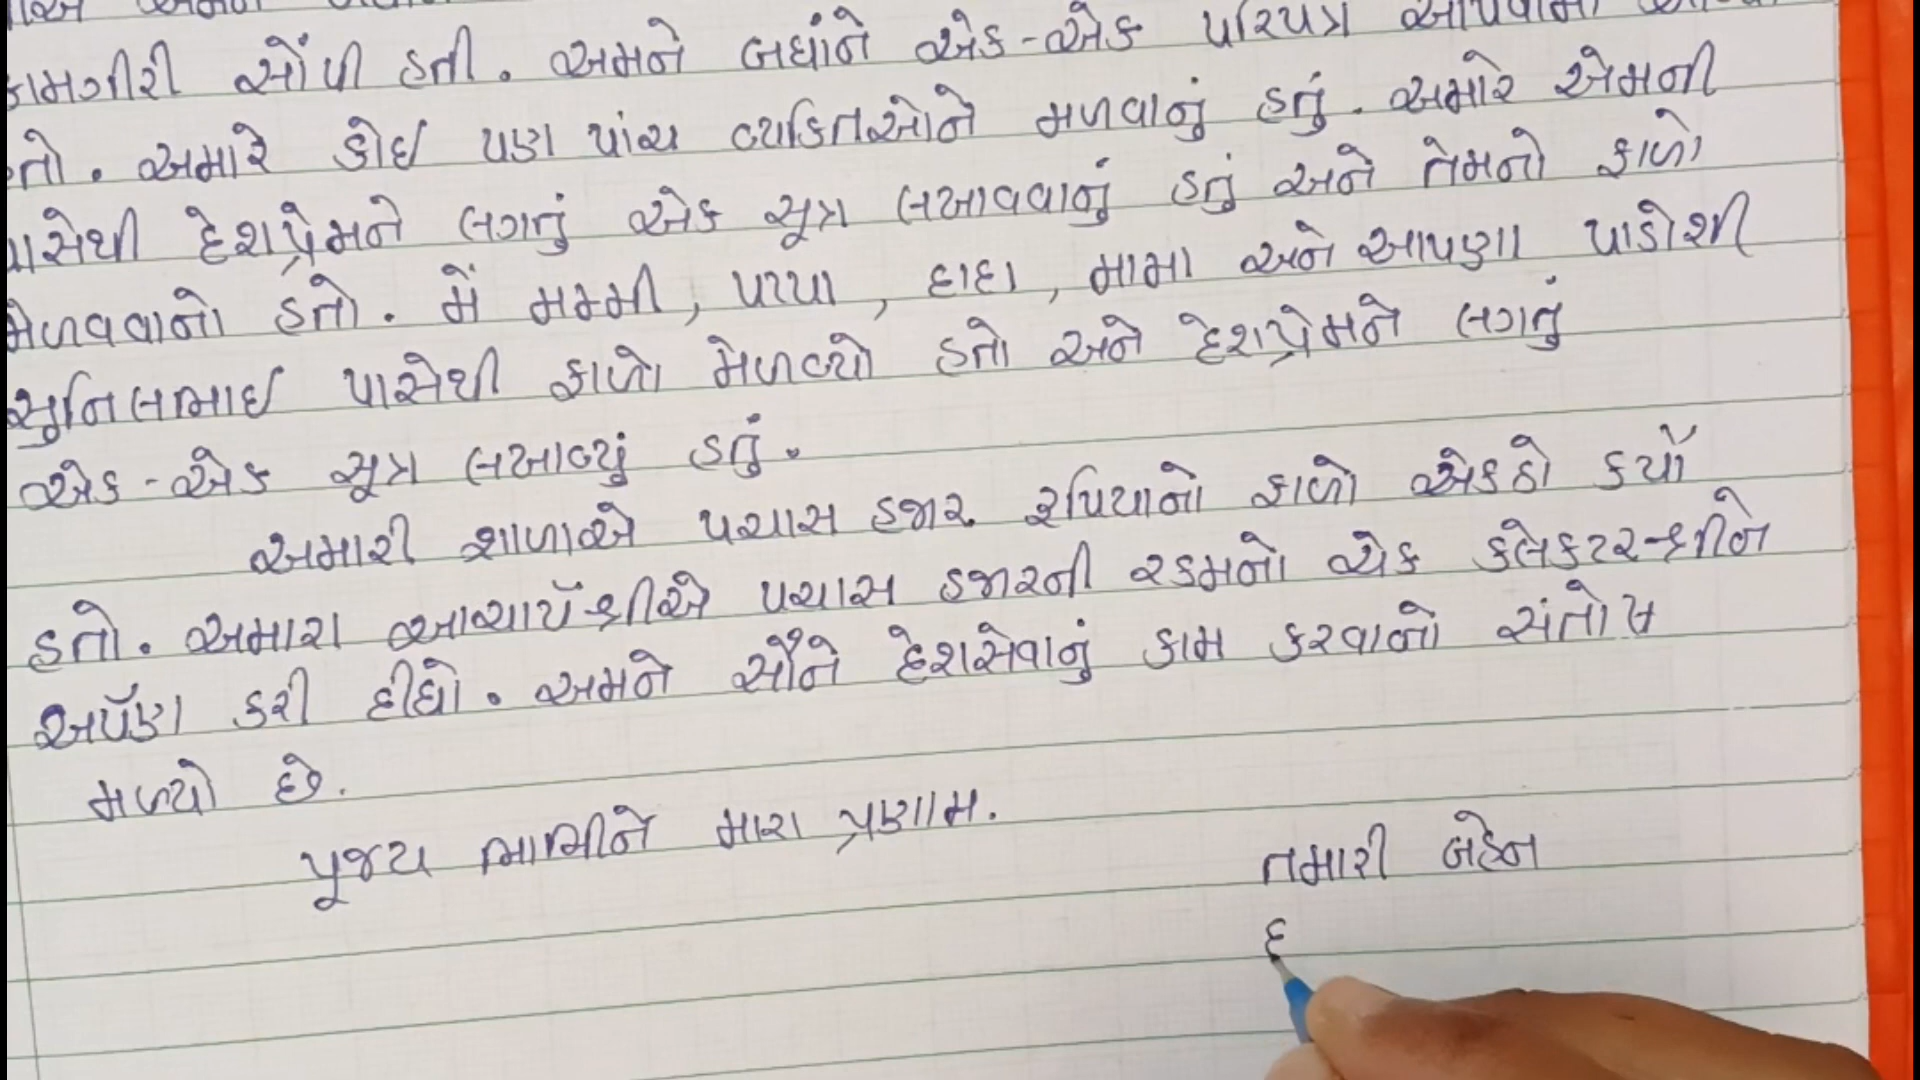 કામગીરી સોંપી હતી. અમને બધાંને એક-એક પરિપત્ર આપવામાં
તો. અમારે કોઈ પણ પાંચ વ્યક્તિઓને મળવાનું હતું. અમારે એમની
પાસેથી દેશપ્રેમને લગતું એક સૂત્ર લખાવવાનું હતું અને તેમનો ફાળો
મેળવવાનો હતો. મેં મમ્મી, પપ્પા, દાદા, મામા અને આપણા પાડોશી
સુનિલભાઈ પાસેથી ફાળો મેળવ્યો હતો અને દેશપ્રેમને લગતું
એક-એક સૂત્ર લખાવ્યું હતું.
અમારી શાળાએ પચાસ હજાર રૂપિયાનો ફાળો એકઠો કર્યો
હતો. અમારા આચાર્યશ્રીએ પચાસ હજારની રકમનો ચેક કલેકટરશ્રીને
અર્પણ કરી દીધો. અમને સૌને દેશસેવાનું કામ કરવાનો સંતોષ
મળ્યો છે.
પૂજ્ય ભાભીને મારા પ્રણામ.
તમારી બહેન
દ